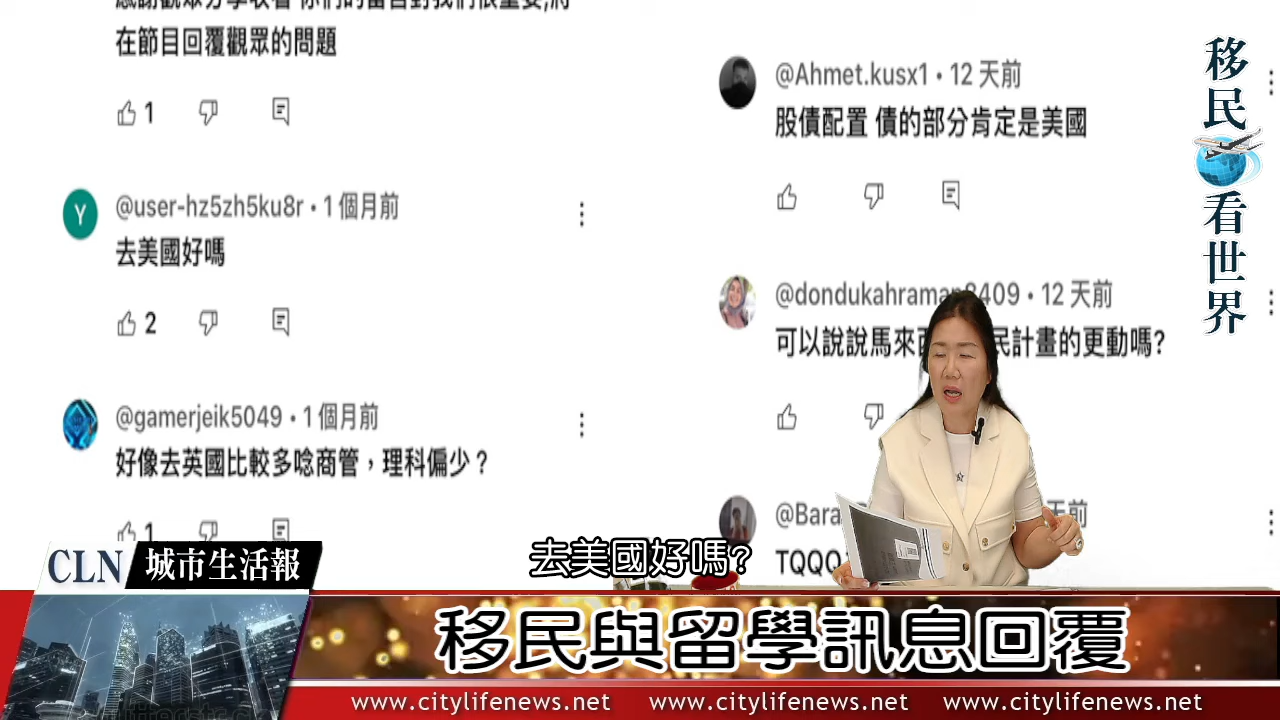 在節目回覆觀眾的問題
1
@user-hz5zh5ku8r • 1 個月前
去美國好嗎
2
@gamerjeik5049 • 1 個月前
好像去英國比較多唸商管，理科偏少？
1
@Ahmet.kusx1 • 12 天前
股債配置 債的部分肯定是美國
409 • 12 天前
可以說說馬來
民計畫的更動嗎?
@Bara
天前
TQQQ
移民
看世界
去美國好嗎?
CLN 城市生活報
移民與留學訊息回覆
www.citylifenews.net www.citylifenews.net www.citylifenews.net